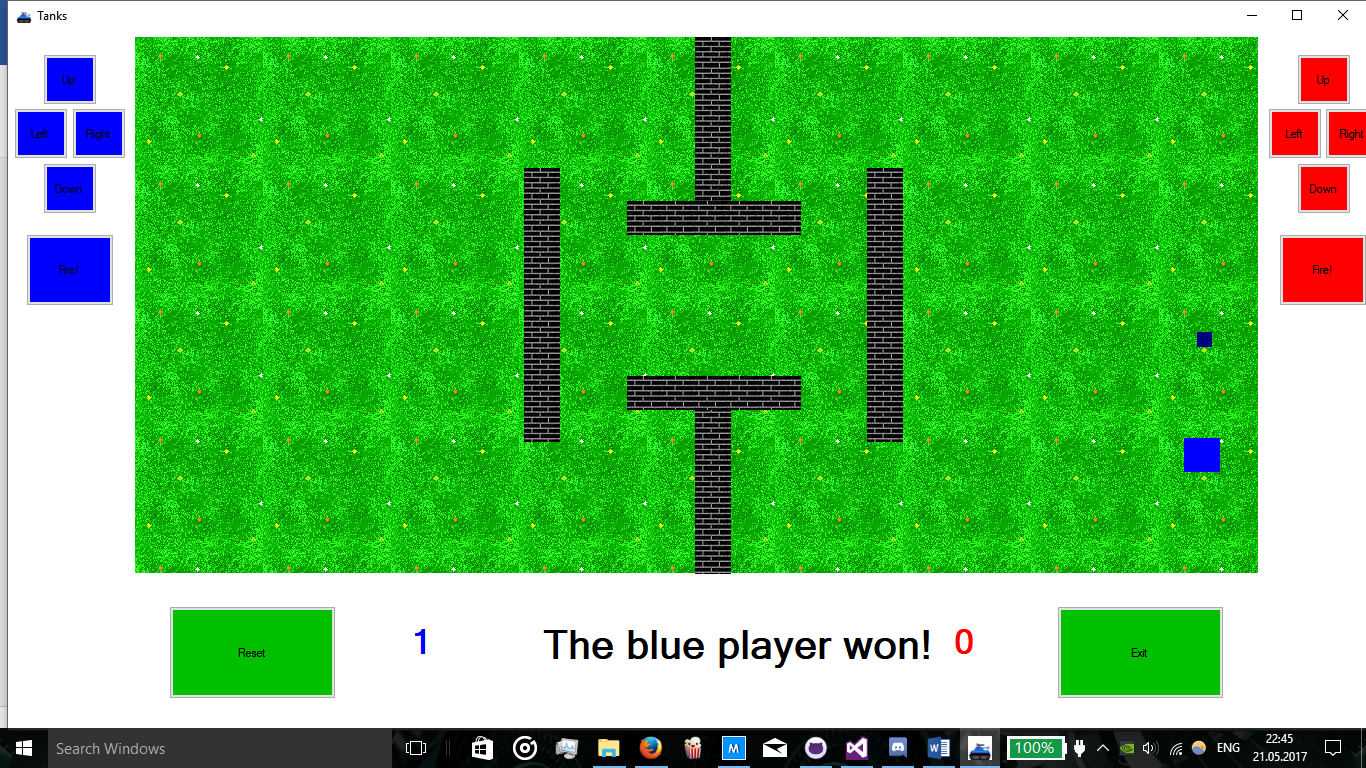 Tanks
Up
Up
Left Right
Left Right
Down
Down
Fire!
Fire!
Reset
1
The blue player won!
0
Exit
Search Windows
M
W
100%
ENG
22:45
21.05.2017